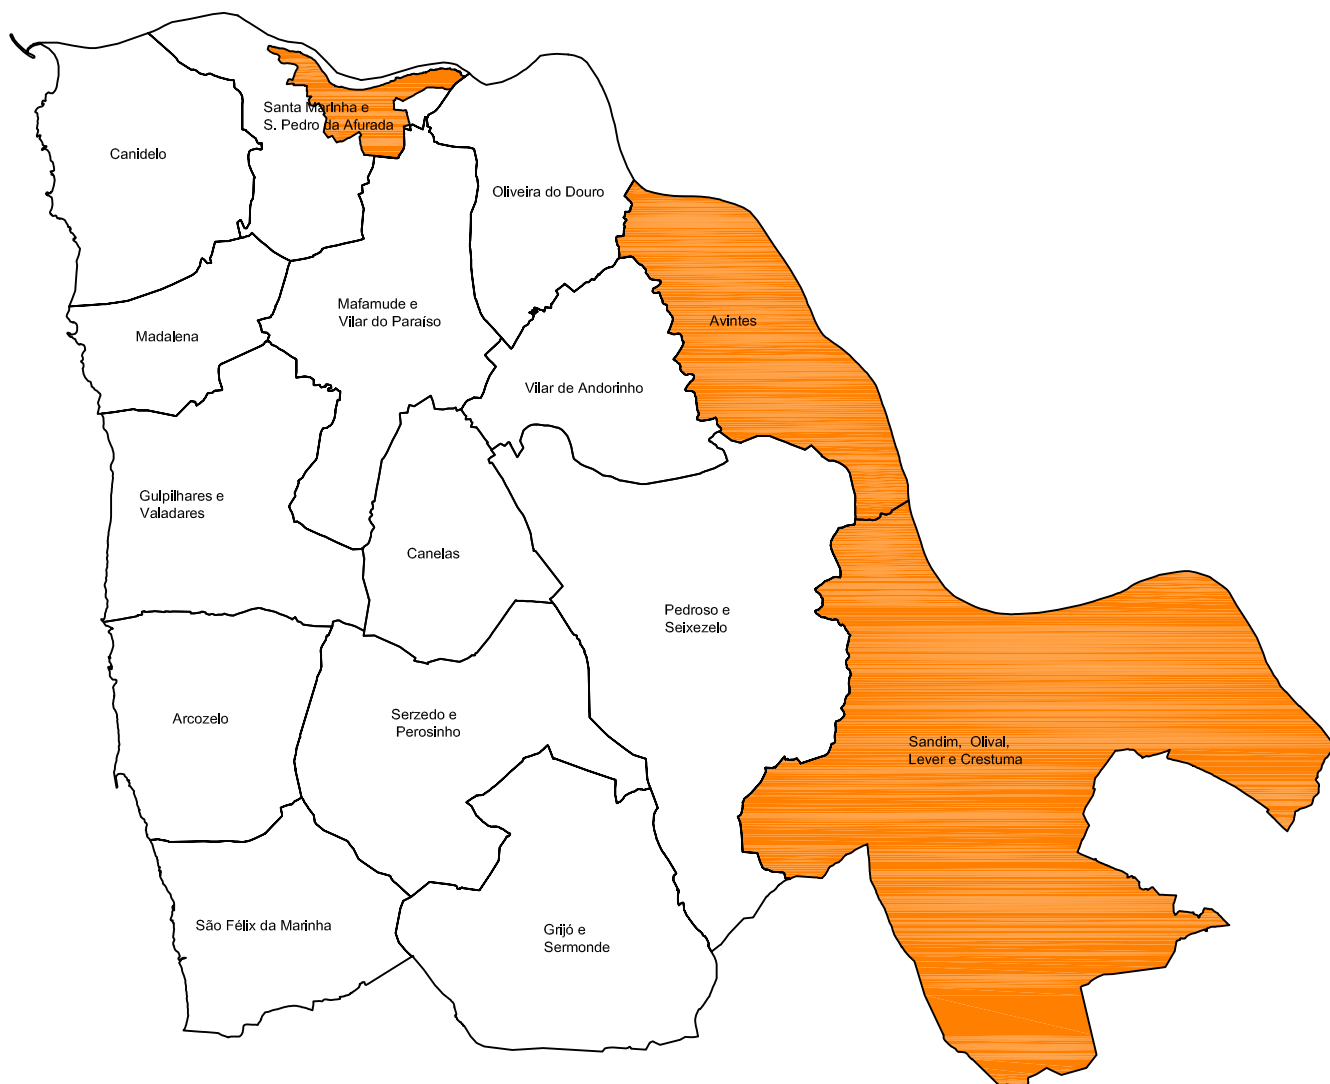 Santa Marinha e
S. Pedro da Afurada
Canidelo
Oliveira do Douro
Mafamude e
Vilar do Paraíso
Avintes
Madalena
Vilar de Andorinho
Gulpilhares e
Valadares
Canelas
Pedroso e
Seixezelo
Arcozelo
Serzedo e
Perosinho
Sandim, Olival,
Lever e Crestuma
São Félix da Marinha
Grijó e
Sermonde